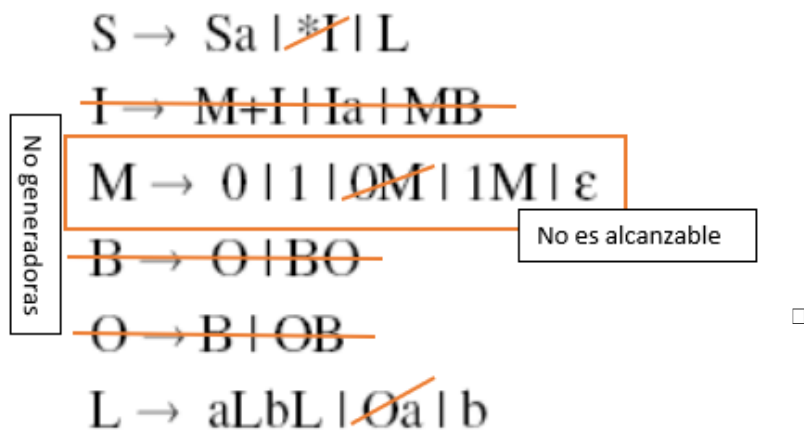 S → Sa | *I | L
I → M+I | Ia | MB
No generadoras
M → 0 | 1 | 0M | 1M | ε
No es alcanzable
B → O | BO
O → B | OB
L → aLbL | Oa | b